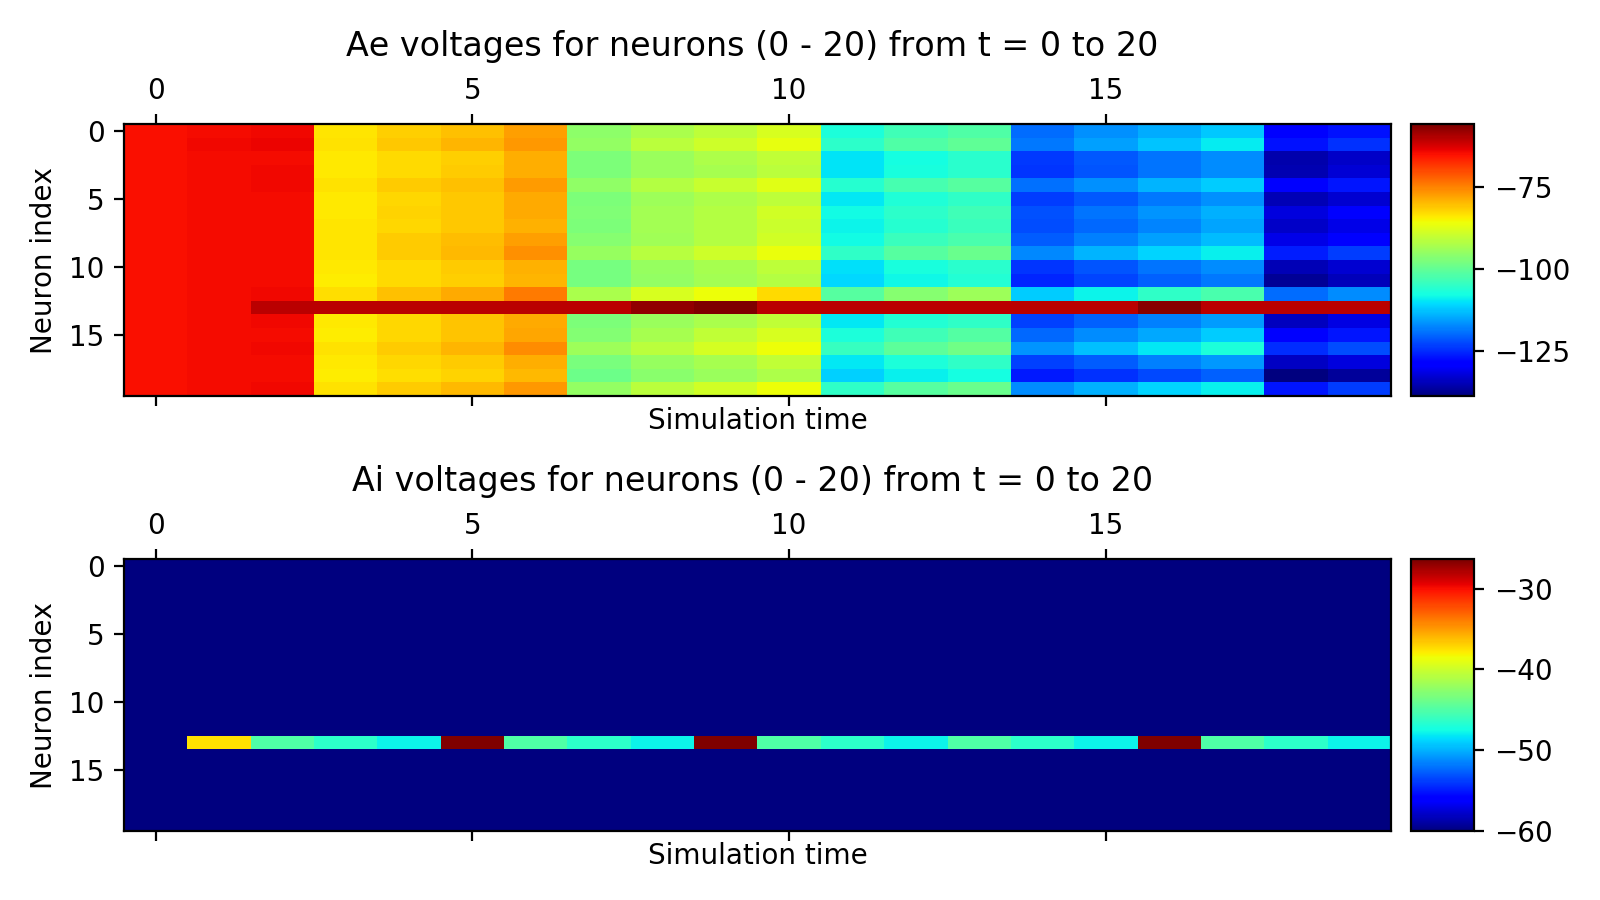 Ae voltages for neurons (0 - 20) from t = 0 to 20
0 5 10 15
Neuron index
0
5
10
15
Simulation time
−75
−100
−125
Ai voltages for neurons (0 - 20) from t = 0 to 20
0 5 10 15
Neuron index
0
5
10
15
Simulation time
−30
−40
−50
−60